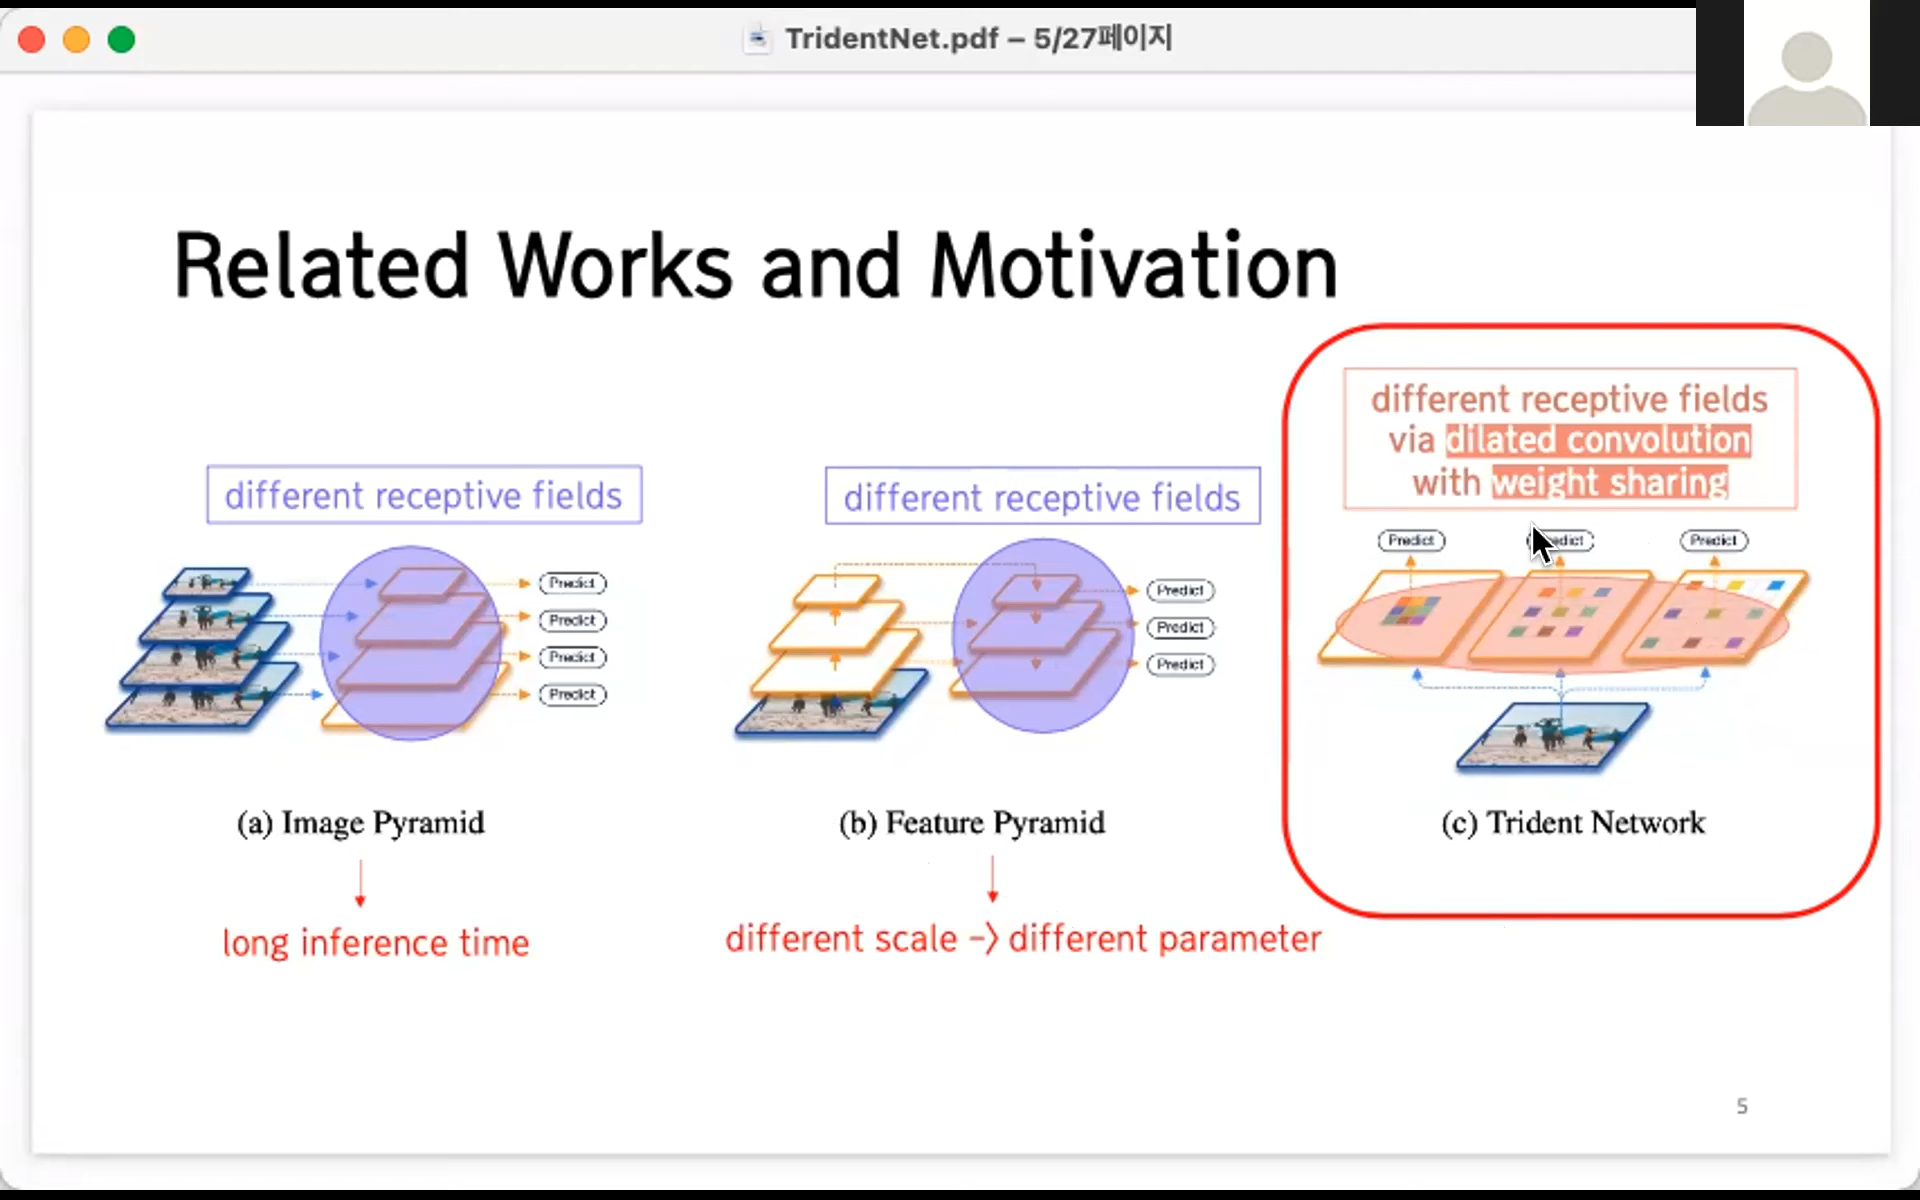 TridentNet.pdf – 5/27페이지
Related Works and Motivation
different receptive fields
different receptive fields
different receptive fields
via dilated convolution
with weight sharing
Predict
Predict
Predict
Predict
Predict
Predict
Predict
Predict
Predict
(a) Image Pyramid
(b) Feature Pyramid
(c) Trident Network
long inference time
different scale -> different parameter
5